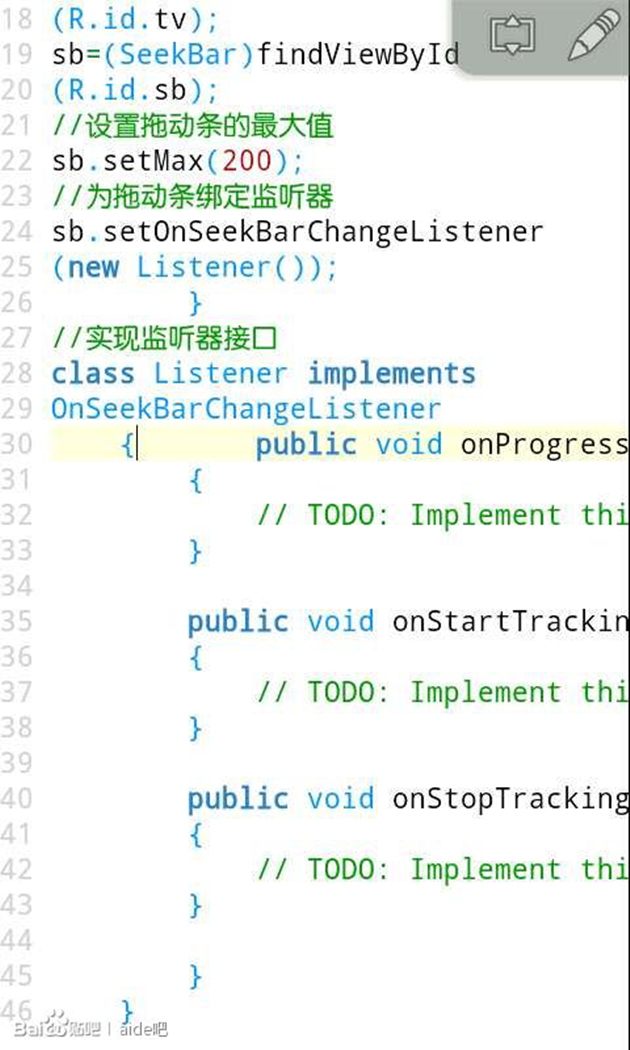 18 (R.id.tv);
19 sb=(SeekBar)findViewById
20 (R.id.sb);
21 //设置拖动条的最大值
22 sb.setMax(200);
23 //为拖动条绑定监听器
24 sb.setOnSeekBarChangeListener
25 (new Listener());
26 }
27 //实现监听器接口
28 class Listener implements
29 OnSeekBarChangeListener
30 { public void onProgress
31 {
32 // TODO: Implement thi
33 }
34
35 public void onStartTrackin
36 {
37 // TODO: Implement thi
38 }
39
40 public void onStopTracking
41 {
42 // TODO: Implement thi
43 }
44
45 }
46 }
Bai贴吧 | aide吧